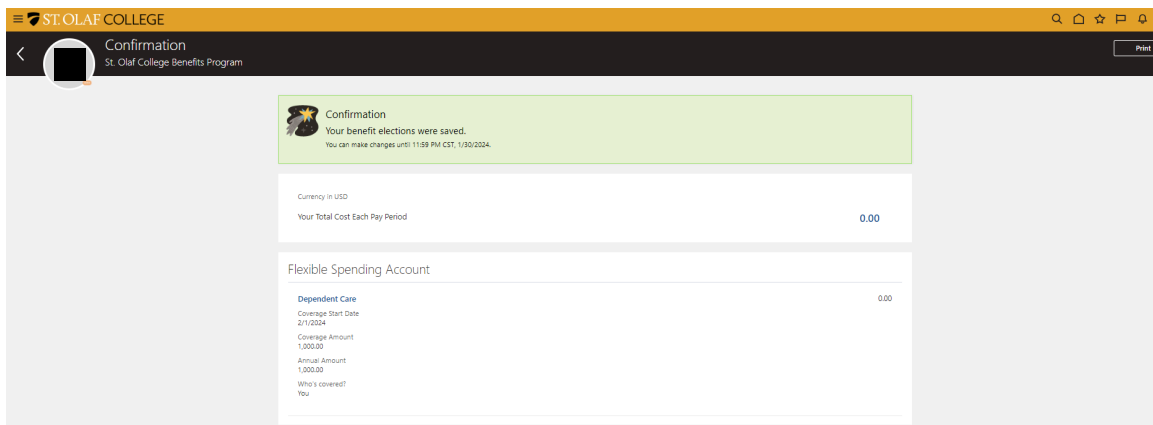 ST. OLAF COLLEGE
Confirmation
St. Olaf College Benefits Program
Print
Confirmation
Your benefit elections were saved.
You can make changes until 11:59 PM CST, 1/30/2024.
Currency in USD
Your Total Cost Each Pay Period 0.00
Flexible Spending Account
Dependent Care 0.00
Coverage Start Date
2/1/2024
Coverage Amount
1,000.00
Annual Amount
1,000.00
Who's covered?
You